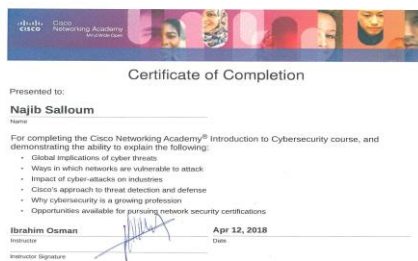 CISCO
Cisco
Networking Academy
Mind Wide Open
Certificate of Completion
Presented to:
Najib Salloum
Name
For completing the Cisco Networking Academy® Introduction to Cybersecurity course, and
demonstrating the ability to explain the following:
- Global implications of cyber threats
- Ways in which networks are vulnerable to attack
- Impact of cyber-attacks on industries
- Cisco's approach to threat detection and defense
- Why cybersecurity is a growing profession
- Opportunities available for pursuing network security certifications
Ibrahim Osman
Apr 12, 2018
Instructor
Date
Instructor Signature